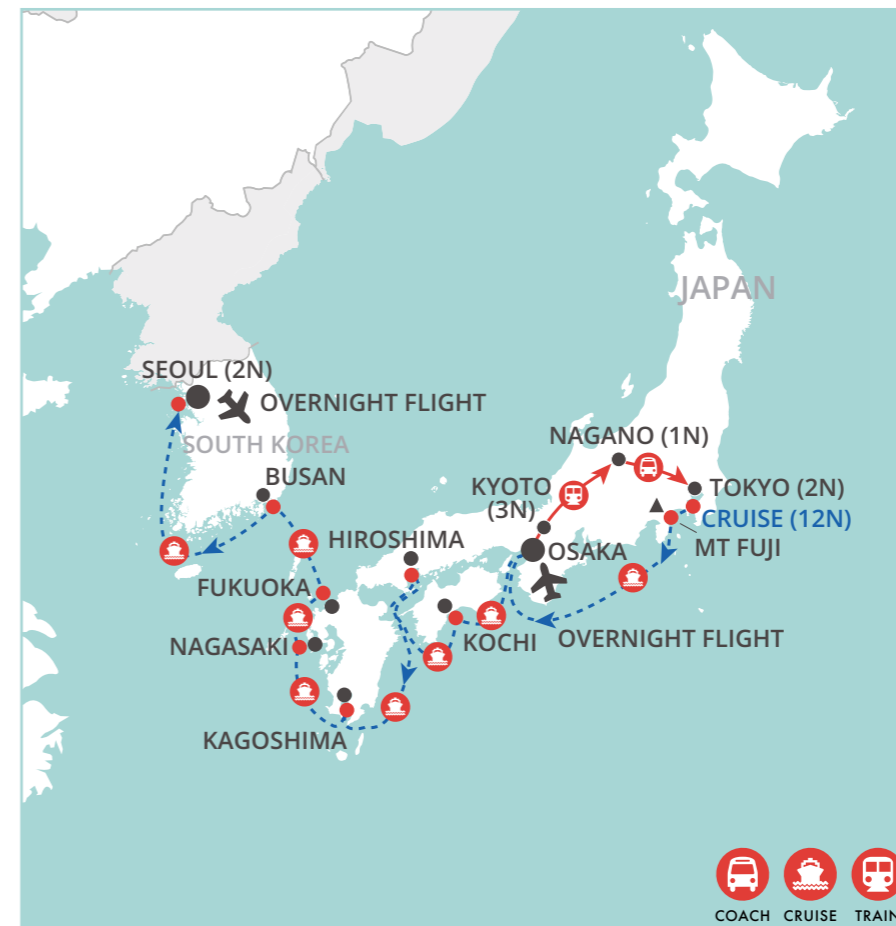 JAPAN
SEOUL (2N)
OVERNIGHT FLIGHT
SOUTH KOREA
BUSAN
NAGANO (1N)
KYOTO
(3N)
TOKYO (2N)
CRUISE (12N)
MT FUJI
HIROSHIMA
OSAKA
FUKUOKA
NAGASAKI
KOCHI
OVERNIGHT FLIGHT
KAGOSHIMA
COACH
CRUISE
TRAIN